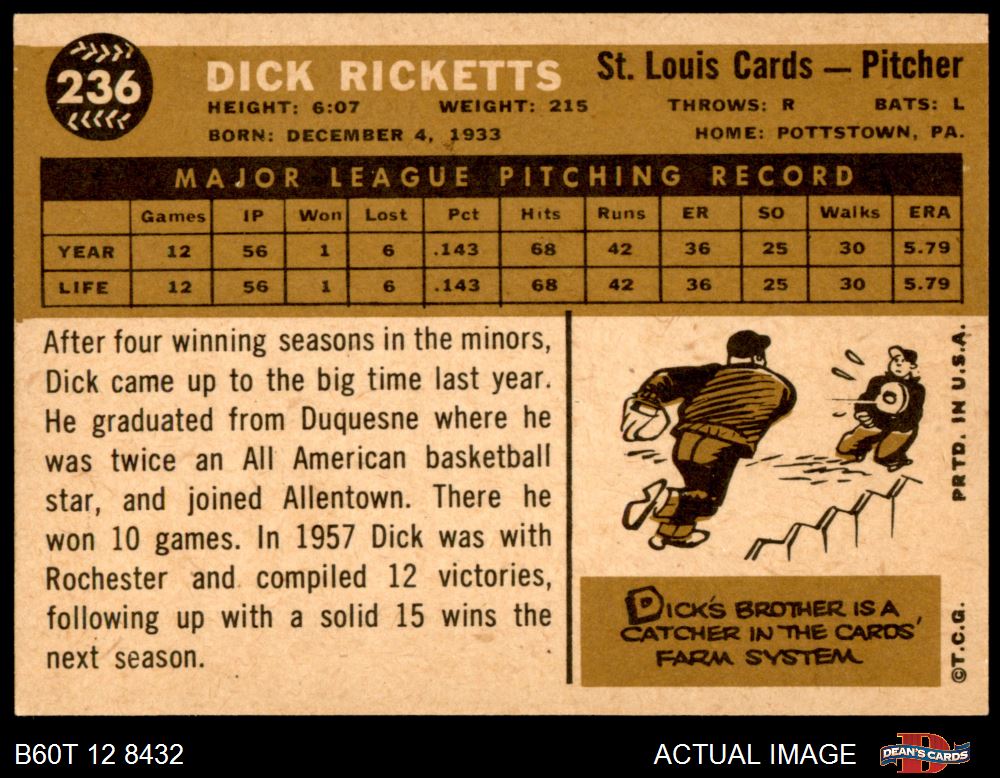 236
DICK RICKETTS
St. Louis Cards — Pitcher
HEIGHT: 6:07 WEIGHT: 215 THROWS: R BATS: L
BORN: DECEMBER 4, 1933 HOME: POTTSTOWN, PA.
MAJOR LEAGUE PITCHING RECORD
Games IP Won Lost Pct Hits Runs ER SO Walks ERA
YEAR 12 56 1 6 .143 68 42 36 25 30 5.79
LIFE 12 56 1 6 .143 68 42 36 25 30 5.79
After four winning seasons in the minors,
Dick came up to the big time last year.
He graduated from Duquesne where he
was twice an All American basketball
star, and joined Allentown. There he
won 10 games. In 1957 Dick was with
Rochester and compiled 12 victories,
following up with a solid 15 wins the
next season.
DICK'S BROTHER IS A
CATCHER IN THE CARDS'
FARM SYSTEM
©T.C.G. PRTD. IN U.S.A.
B60T 12 8432
ACTUAL IMAGE
D
DEAN'S CARDS